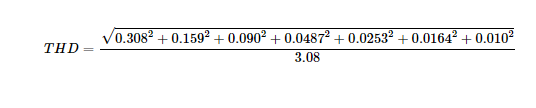 THD = √(0.308² + 0.159² + 0.090² + 0.0487² + 0.0253² + 0.0164² + 0.010²) / 3.08